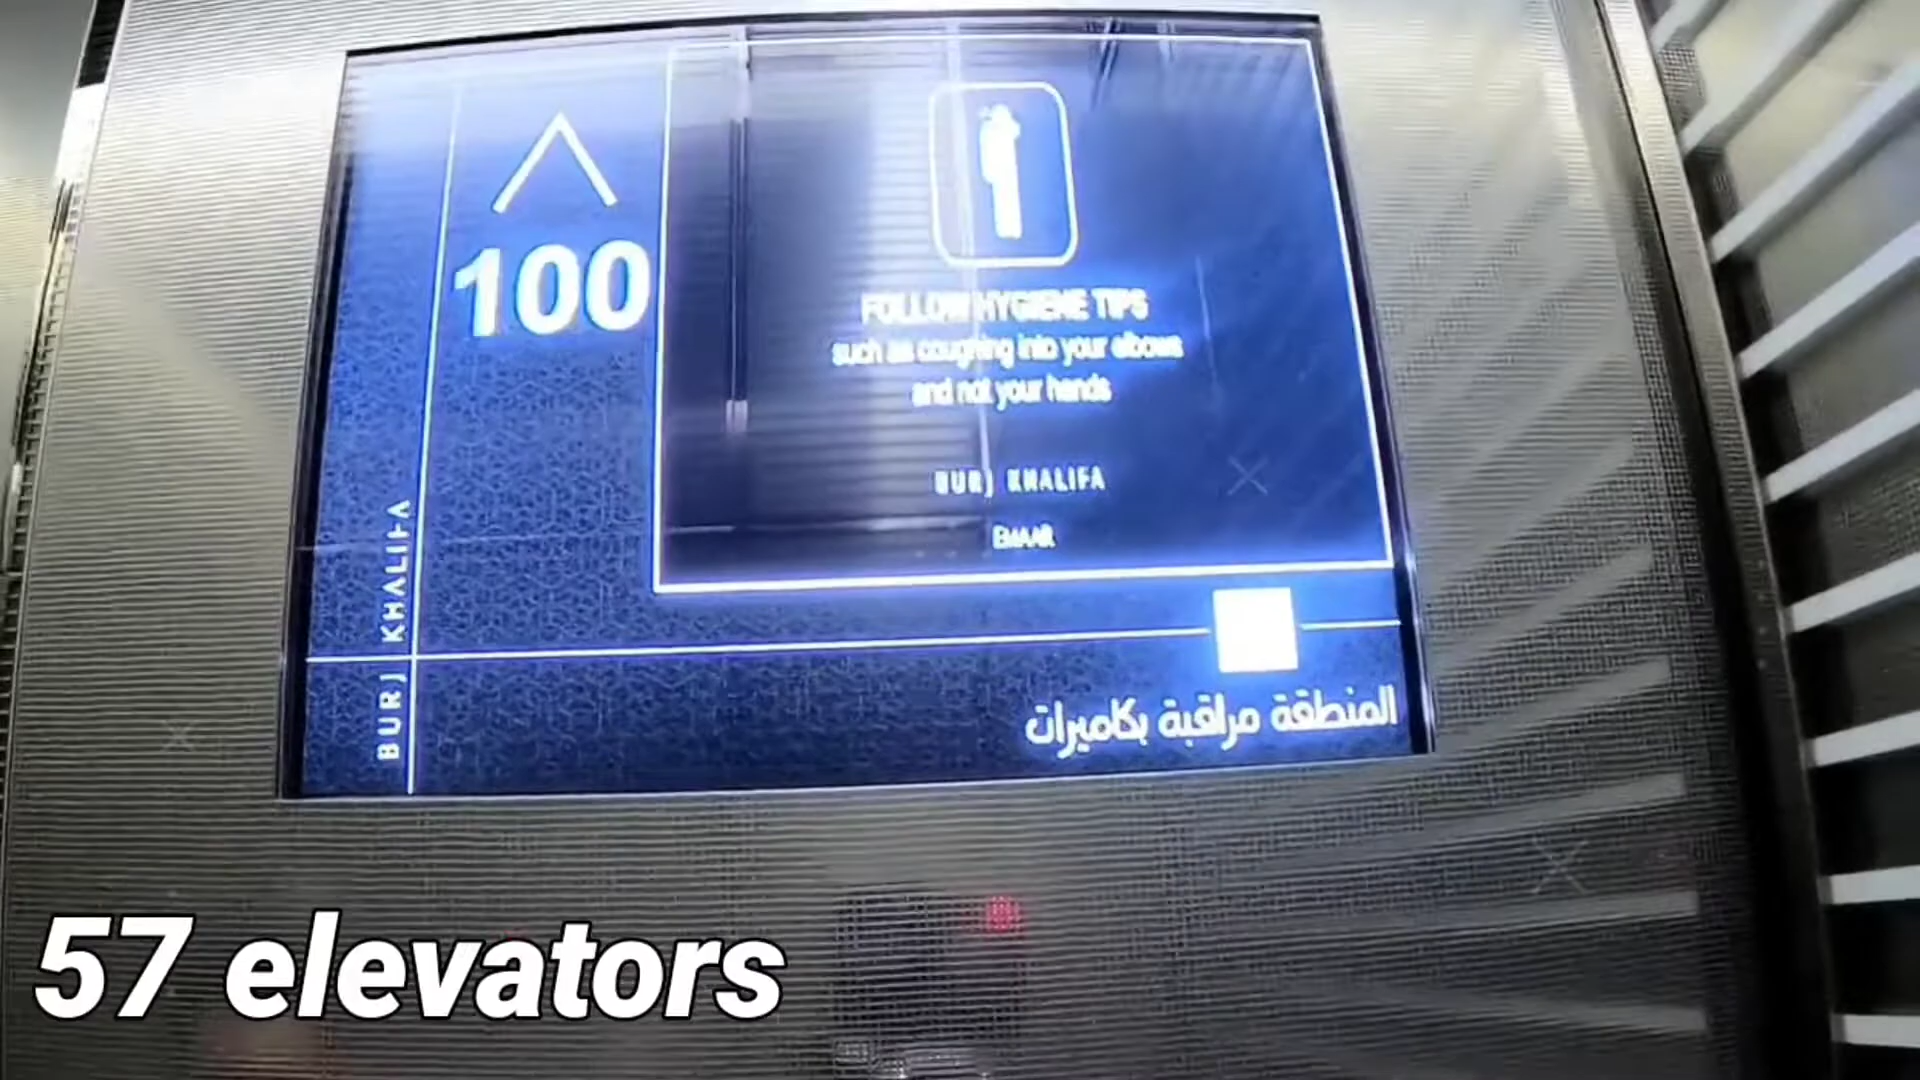 100
FOLLOW HYGIENE TIPS
such as coughing into your elbows
and not your hands
BURJ KHALIFA
EMAAR
BURJ KHALIFA
المنطقة مراقبة بكاميرات
57 elevators